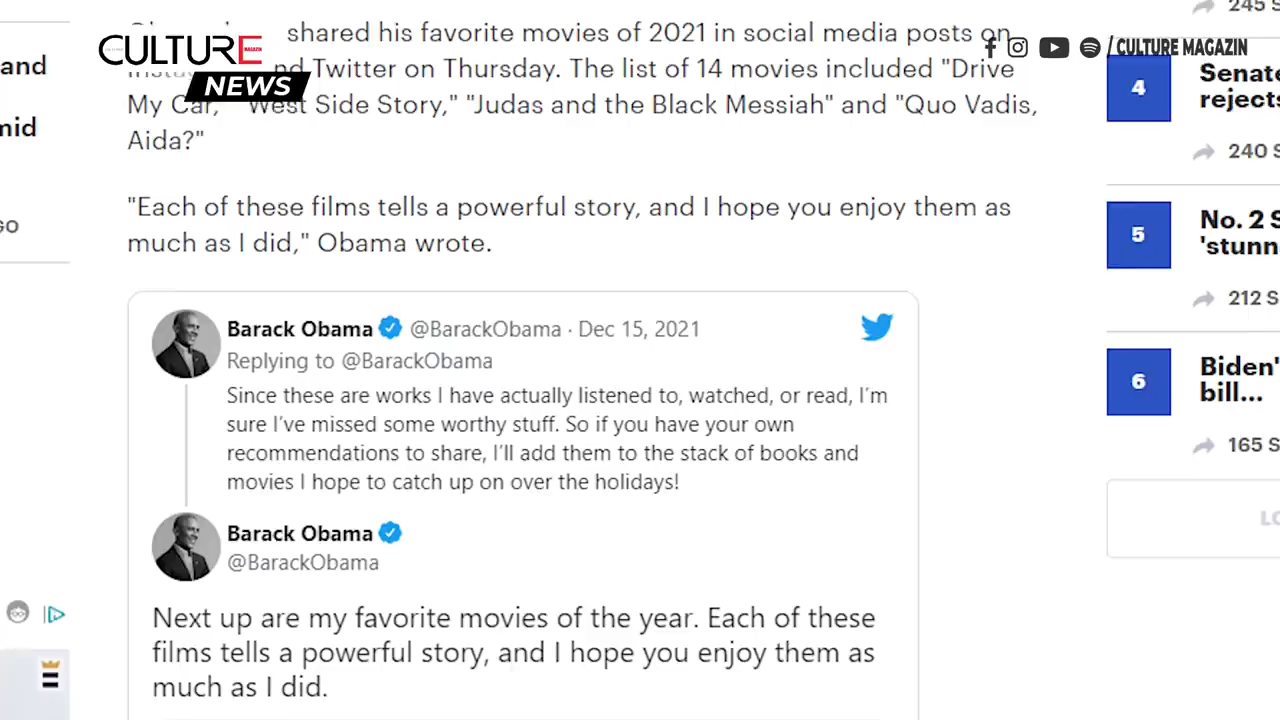 shared his favorite movies of 2021 in social media posts on
nd Twitter on Thursday. The list of 14 movies included "Drive
My Car," "West Side Story," "Judas and the Black Messiah" and "Quo Vadis,
Aida?"
"Each of these films tells a powerful story, and I hope you enjoy them as
much as I did," Obama wrote.
Barack Obama @BarackObama · Dec 15, 2021
Replying to @BarackObama
Since these are works I have actually listened to, watched, or read, I'm
sure I've missed some worthy stuff. So if you have your own
recommendations to share, I'll add them to the stack of books and
movies I hope to catch up on over the holidays!
Barack Obama
@BarackObama
Next up are my favorite movies of the year. Each of these
films tells a powerful story, and I hope you enjoy them as
much as I did.
CULTURE
MAGAZIN
NEWS
/CULTURE MAGAZIN
and
mid
GO
245 S
4
Senate
rejects
240 S
5
No. 2 S
'stunn
212 S
6
Biden'
bill...
165 S
LO